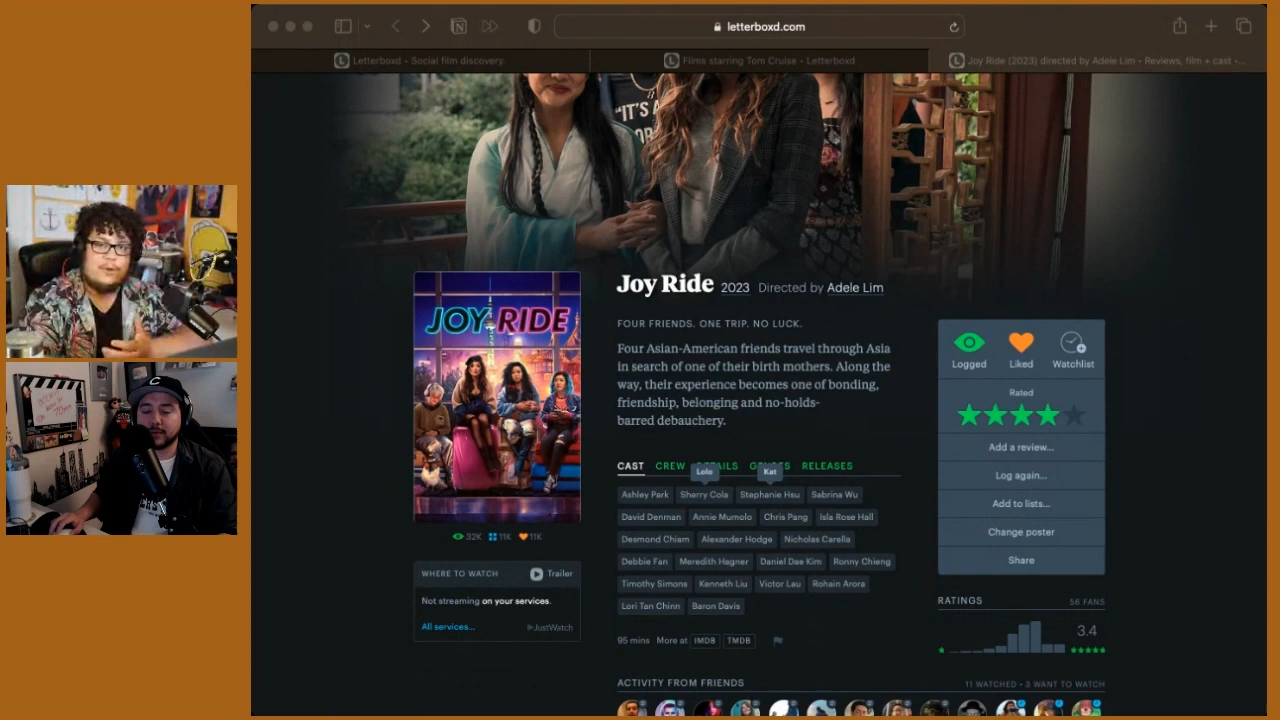 letterboxd.com
Letterboxd • Social film discovery.
Films starring Tom Cruise • Letterboxd
Joy Ride (2023) directed by Adele Lim • Reviews, film + cast •...
"IT'S A
Joy Ride 2023 Directed by Adele Lim
JOY RIDE
FOUR FRIENDS. ONE TRIP. NO LUCK.
Four Asian-American friends travel through Asia
in search of one of their birth mothers. Along the
way, their experience becomes one of bonding,
friendship, belonging and no-holds-
barred debauchery.
CAST CREW DETAILS GENRES RELEASES
Lolo Kat
Ashley Park Sherry Cola Stephanie Hsu Sabrina Wu
David Denman Annie Mumolo Chris Pang Isla Rose Hall
Desmond Chiam Alexander Hodge Nicholas Carella
Debbie Fan Meredith Hagner Daniel Dae Kim Ronny Chieng
Timothy Simons Kenneth Liu Victor Lau Rohain Arora
Lori Tan Chinn Baron Davis
95 mins More at IMDB TMDB
ACTIVITY FROM FRIENDS 11 WATCHED • 3 WANT TO WATCH
32K 11K 11K
WHERE TO WATCH Trailer
Not streaming on your services.
All services... JustWatch
Logged Liked Watchlist
Rated
Add a review...
Log again...
Add to lists...
Change poster
Share
RATINGS 56 FANS
3.4